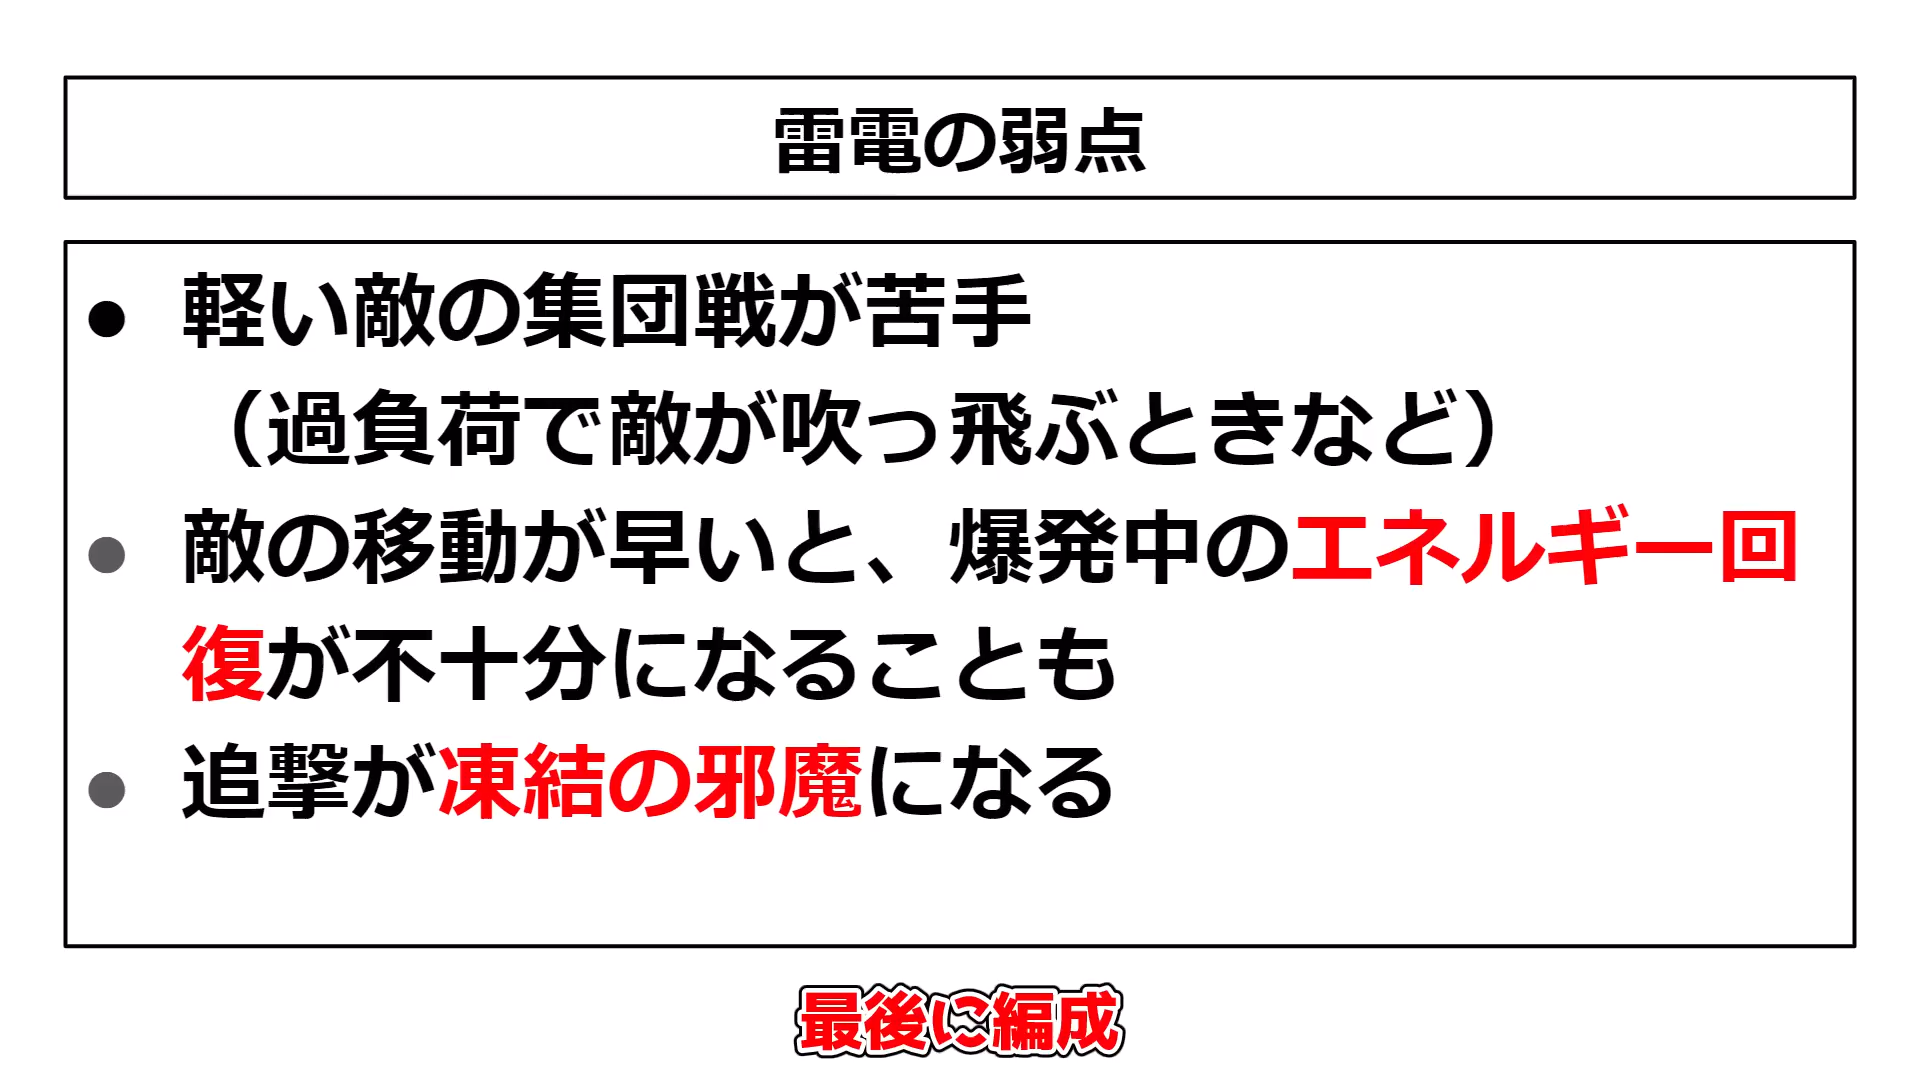 雷電の弱点
● 軽い敵の集団戦が苦手
（過負荷で敵が吹っ飛ぶときなど）
● 敵の移動が早いと、爆発中のエネルギー回
復が不十分になることも
● 追撃が凍結の邪魔になる
最後に編成